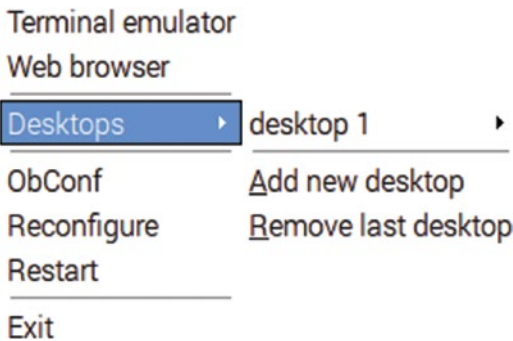 Terminal emulator
Web browser
Desktops
ObConf
Reconfigure
Restart
Exit
desktop 1
Add new desktop
Remove last desktop